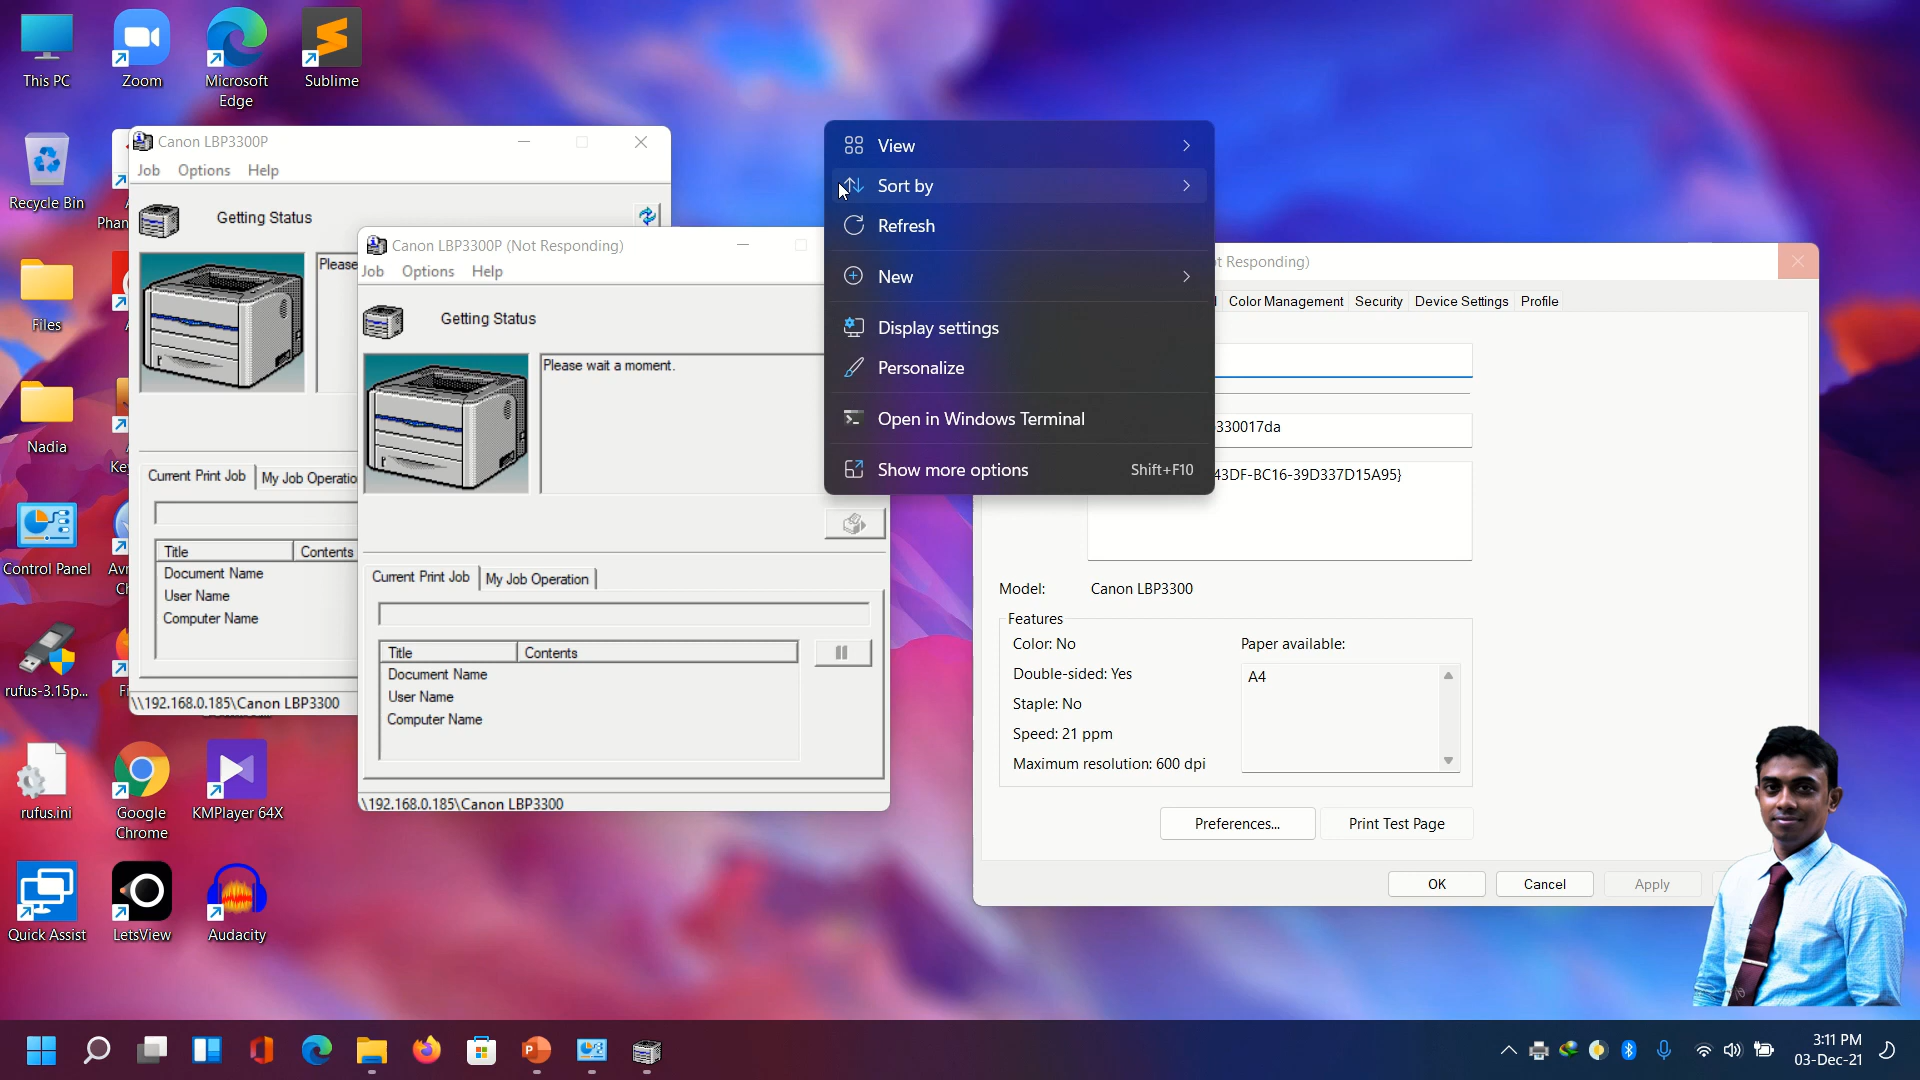 This PC
Zoom
Microsoft
Edge
Sublime
Recycle Bin
Phan
Files
Nadia
Ke
Control Panel
Avr
Ch
rufus-3.15p...
Fi
rufus.ini
Google
Chrome
KMPlayer 64X
Quick Assist
LetsView
Audacity
Canon LBP3300P
Job Options Help
Getting Status
Please
Current Print Job My Job Operatio
Title Contents
Document Name
User Name
Computer Name
\\192.168.0.185\Canon LBP3300
Canon LBP3300P (Not Responding)
Job Options Help
Getting Status
Please wait a moment.
Current Print Job My Job Operation
Title Contents
Document Name
User Name
Computer Name
\192.168.0.185\Canon LBP3300
View
Sort by
Refresh
New
Display settings
Personalize
Open in Windows Terminal
Show more options Shift+F10
t Responding)
Color Management Security Device Settings Profile
330017da
43DF-BC16-39D337D15A95}
Model: Canon LBP3300
Features
Color: No
Double-sided: Yes
Staple: No
Speed: 21 ppm
Maximum resolution: 600 dpi
Paper available:
A4
Preferences... Print Test Page
OK Cancel Apply
3:11 PM
03-Dec-21